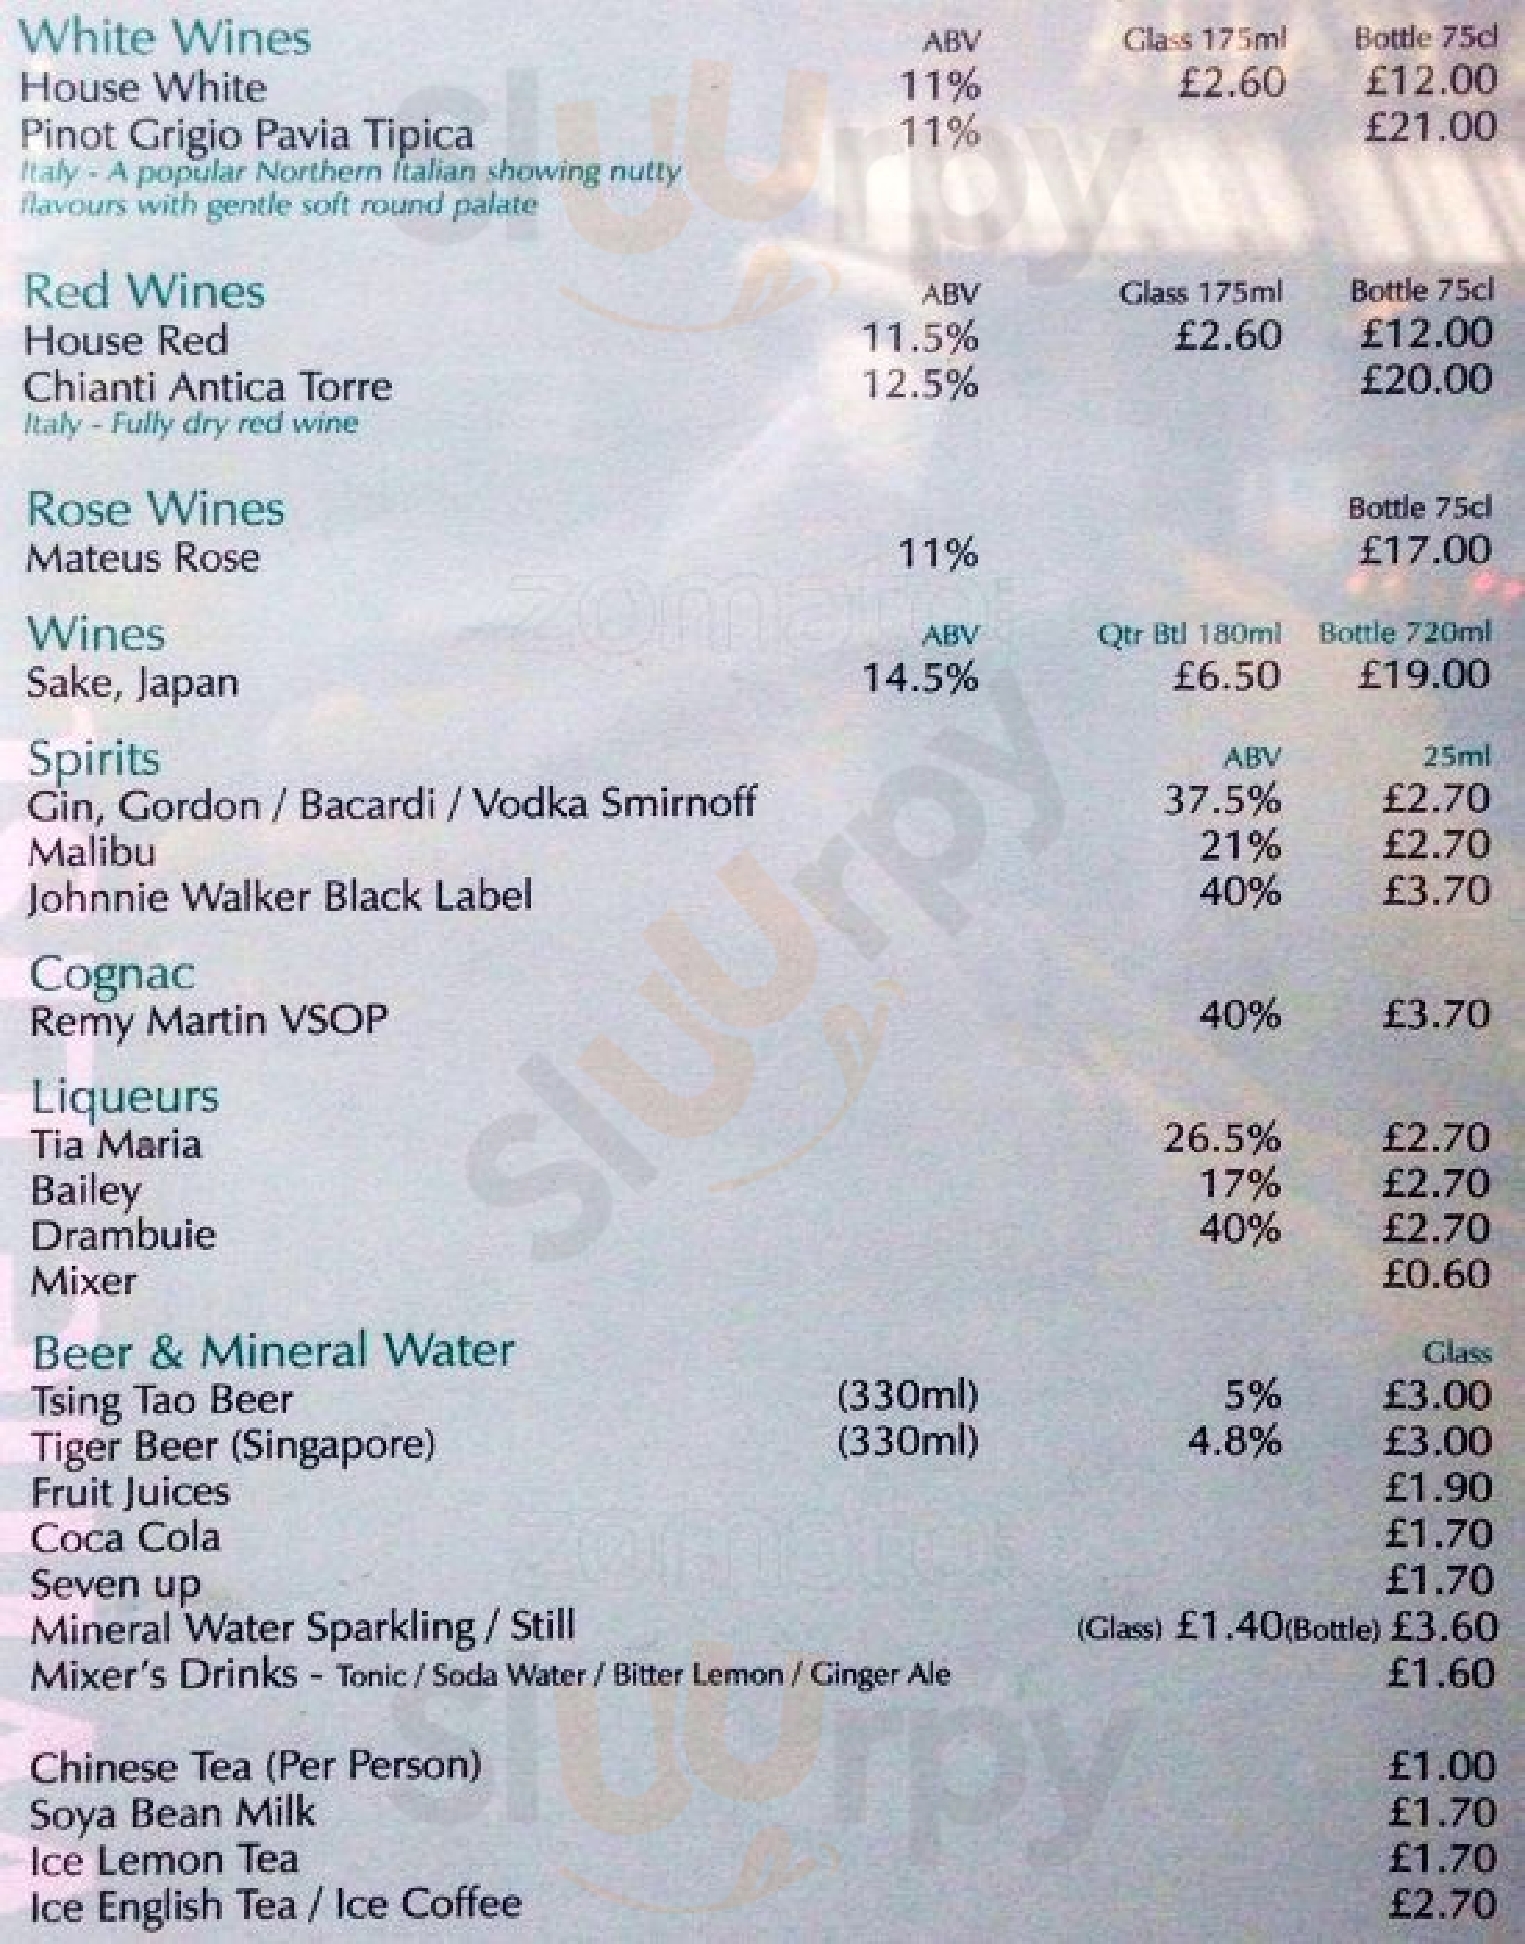 White Wines ABV Glass 175ml Bottle 75cl
House White 11% £2.60 £12.00
Pinot Grigio Pavia Tipica 11% £21.00
Italy - A popular Northern Italian showing nutty
flavours with gentle soft round palate
Red Wines ABV Glass 175ml Bottle 75cl
House Red 11.5% £2.60 £12.00
Chianti Antica Torre 12.5% £20.00
Italy - Fully dry red wine
Rose Wines Bottle 75cl
Mateus Rose 11% £17.00
Wines ABV Qtr Btl 180ml Bottle 720ml
Sake, Japan 14.5% £6.50 £19.00
Spirits ABV 25ml
Gin, Gordon / Bacardi / Vodka Smirnoff 37.5% £2.70
Malibu 21% £2.70
Johnnie Walker Black Label 40% £3.70
Cognac
Remy Martin VSOP 40% £3.70
Liqueurs
Tia Maria 26.5% £2.70
Bailey 17% £2.70
Drambuie 40% £2.70
Mixer £0.60
Beer & Mineral Water Glass
Tsing Tao Beer (330ml) 5% £3.00
Tiger Beer (Singapore) (330ml) 4.8% £3.00
Fruit Juices £1.90
Coca Cola £1.70
Seven up £1.70
Mineral Water Sparkling / Still (Glass) £1.40(Bottle) £3.60
Mixer's Drinks - Tonic / Soda Water / Bitter Lemon / Ginger Ale £1.60
Chinese Tea (Per Person) £1.00
Soya Bean Milk £1.70
Ice Lemon Tea £1.70
Ice English Tea / Ice Coffee £2.70
sluurpy
sluurpy
sluurpy